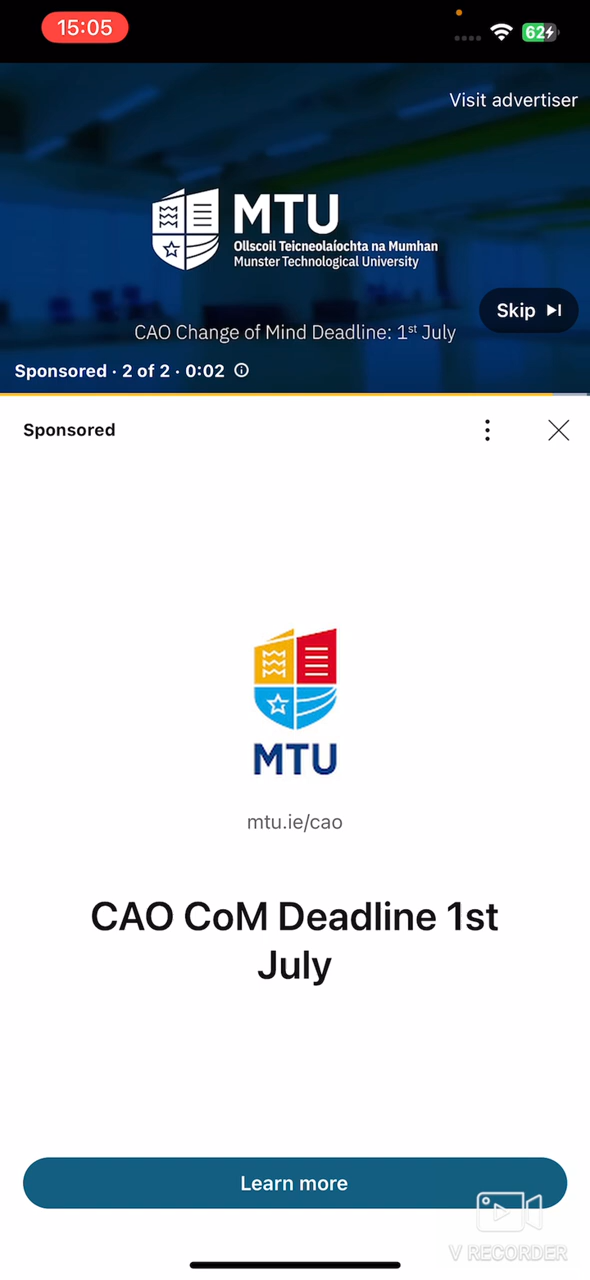 15:05
62
Visit advertiser
MTU
Ollscoil Teicneolaíochta na Mumhan
Munster Technological University
Skip
CAO Change of Mind Deadline: 1st July
Sponsored · 2 of 2 · 0:02
Sponsored
MTU
mtu.ie/cao
CAO CoM Deadline 1st
July
Learn more
V RECORDER